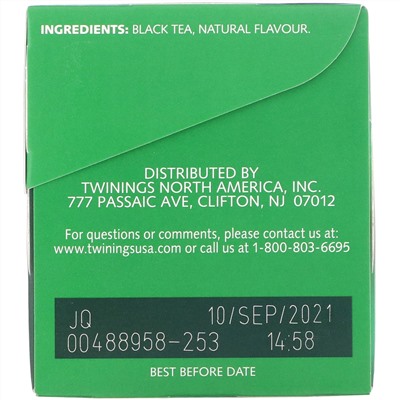 INGREDIENTS: BLACK TEA, NATURAL FLAVOUR.
DISTRIBUTED BY
TWININGS NORTH AMERICA, INC.
777 PASSAIC AVE, CLIFTON, NJ 07012
For questions or comments, please contact us at:
www.twiningsusa.com or call us at 1-800-803-6695
JQ 10/SEP/2021
00488958-253 14:58
BEST BEFORE DATE